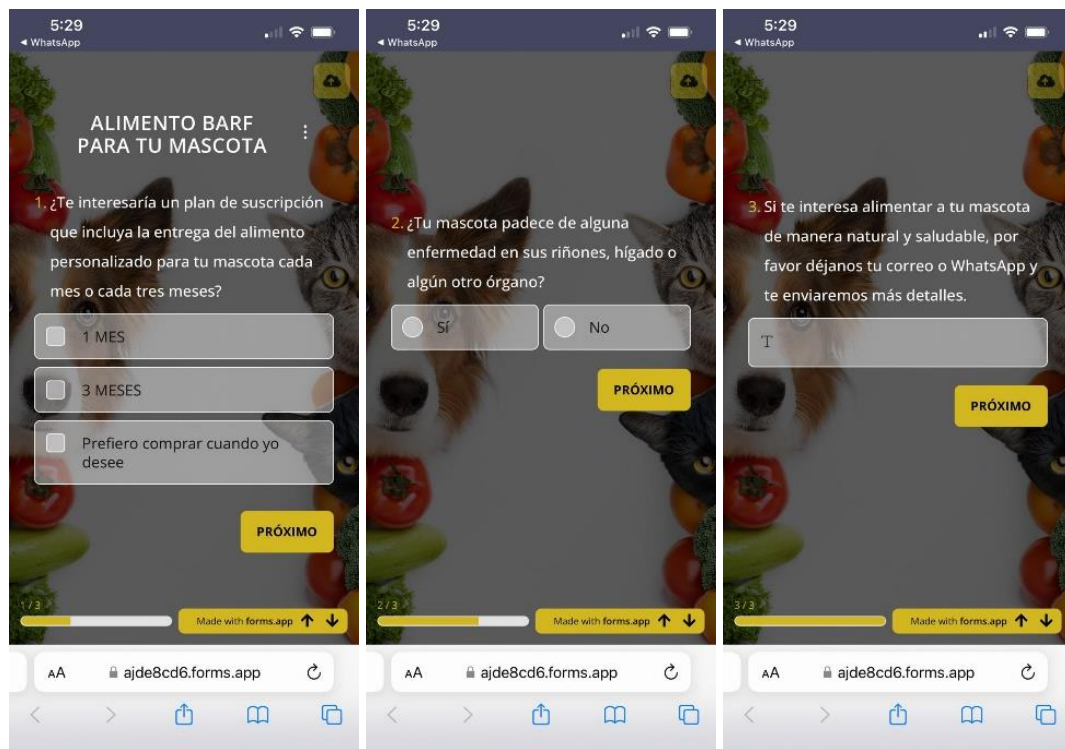 5:29
◀ WhatsApp
ALIMENTO BARF
PARA TU MASCOTA
1. ¿Te interesaría un plan de suscripción
que incluya la entrega del alimento
personalizado para tu mascota cada
mes o cada tres meses?
1 MES
3 MESES
Prefiero comprar cuando yo
desee
PRÓXIMO
1/3
Made with forms.app
AA
ajde8cd6.forms.app
5:29
◀ WhatsApp
2. ¿Tu mascota padece de alguna
enfermedad en sus riñones, hígado o
algún otro órgano?
Sí
No
PRÓXIMO
2/3
Made with forms.app
AA
ajde8cd6.forms.app
5:29
◀ WhatsApp
3. Si te interesa alimentar a tu mascota
de manera natural y saludable, por
favor déjanos tu correo o WhatsApp y
te enviaremos más detalles.
T
PRÓXIMO
3/3
Made with forms.app
AA
ajde8cd6.forms.app